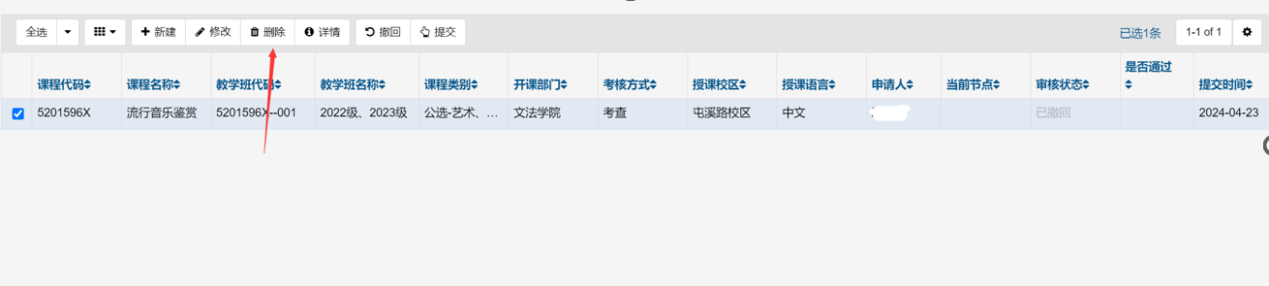 全选 新建 修改 删除 详情 撤回 提交 已选1条 1-1 of 1
课程代码 课程名称 教学班代码 教学班名称 课程类别 开课部门 考核方式 授课校区 授课语言 申请人 当前节点 审核状态 是否通过 提交时间
5201596X 流行音乐鉴赏 5201596X--001 2022级、2023级 公选-艺术、... 文法学院 考查 屯溪路校区 中文 已撤回 2024-04-23